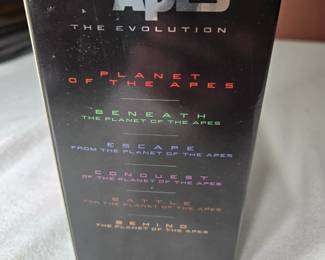 APES
THE EVOLUTION
PLANET
OF THE APES
BENEATH
THE PLANET OF THE APES
ESCAPE
FROM THE PLANET OF THE APES
CONQUEST
OF THE PLANET OF THE APES
BATTLE
FOR THE PLANET OF THE APES
BEHIND
THE PLANET OF THE APES